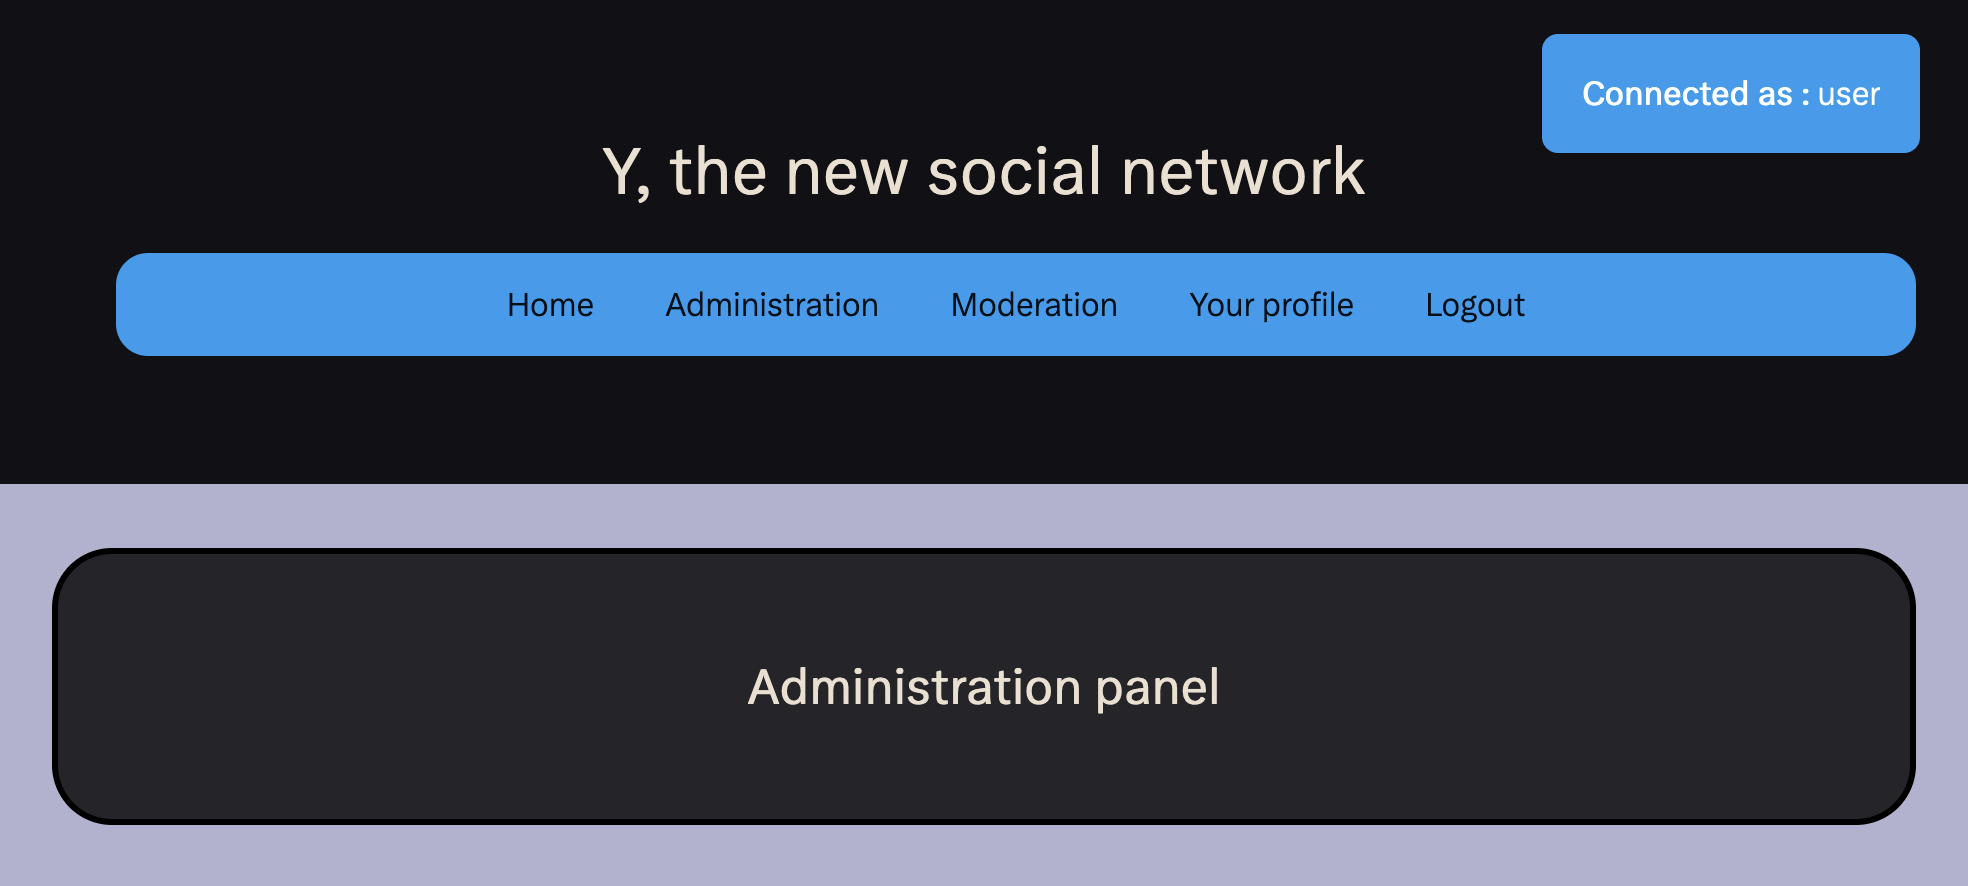 Connected as : user
Y, the new social network
Home Administration Moderation Your profile Logout
Administration panel